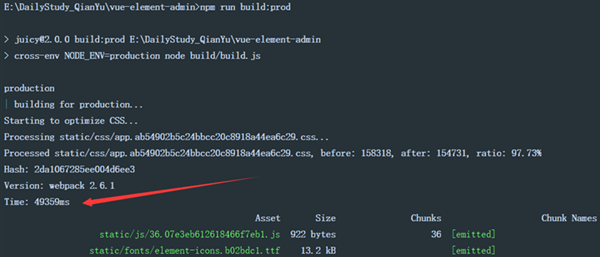 E:\DailyStudy_QianYu\vue-element-admin>npm run build:prod
> juicy@2.0.0 build:prod E:\DailyStudy_QianYu\vue-element-admin
> cross-env NODE_ENV=production node build/build.js
production
| building for production...
Starting to optimize CSS...
Processing static/css/app.ab54902b5c24bbcc20c8918a44ea6c29.css...
Processed static/css/app.ab54902b5c24bbcc20c8918a44ea6c29.css, before: 158318, after: 154731, ratio: 97.73%
Hash: 2da1067285ee004d6ee3
Version: webpack 2.6.1
Time: 49359ms
Asset Size Chunks Chunk Names
static/js/36.07e3eb612618466f7eb1.js 922 bytes 36 [emitted]
static/fonts/element-icons.b02bdc1.ttf 13.2 kB [emitted]